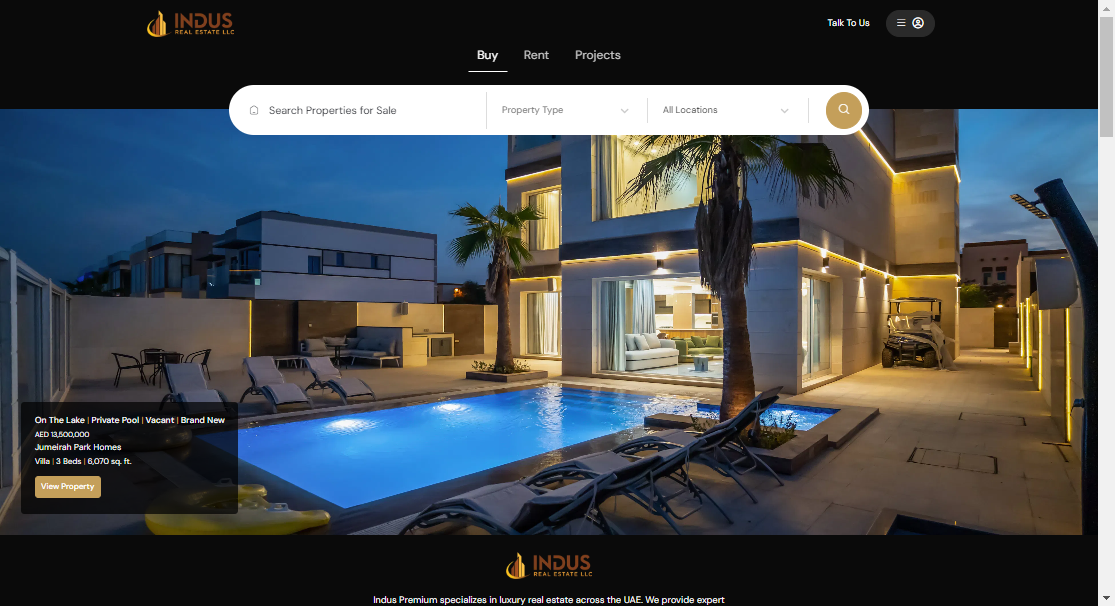 INDUS
REAL ESTATE LLC
Talk To Us
Buy
Rent
Projects
Search Properties for Sale
Property Type
All Locations
On The Lake | Private Pool | Vacant | Brand New
AED 13,500,000
Jumeirah Park Homes
Villa | 3 Beds | 6,070 sq. ft.
View Property
INDUS
REAL ESTATE LLC
Indus Premium specializes in luxury real estate across the UAE. We provide expert